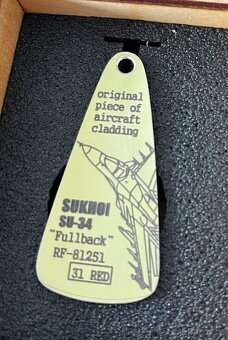 original
piece of
aircraft
cladding
SUKHOI
SU-34
"Fullback"
RF-81251
31 RED